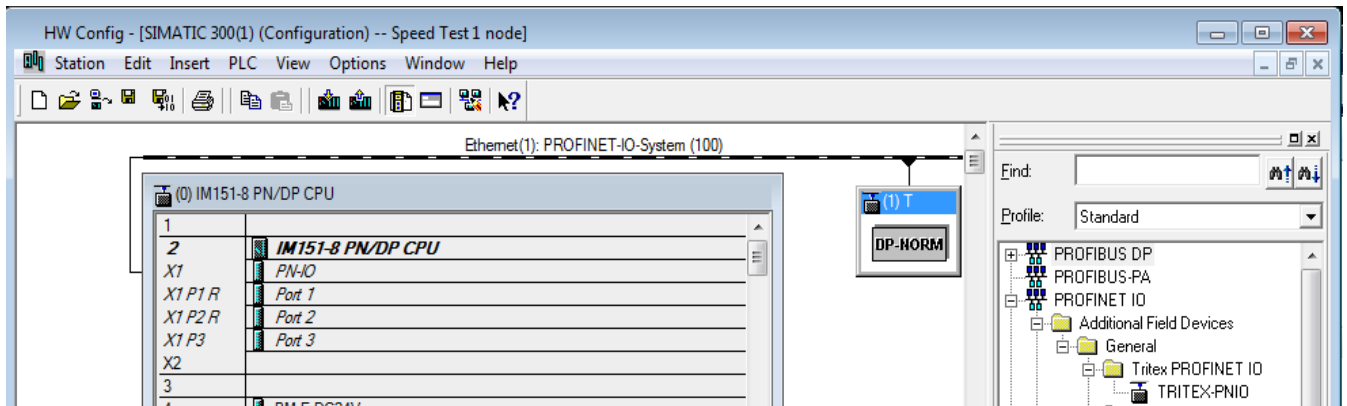 HW Config - [SIMATIC 300(1) (Configuration) -- Speed Test 1 node]
Station Edit Insert PLC View Options Window Help
Ethernet(1): PROFINET-IO-System (100)
(0) IM151-8 PN/DP CPU
1
2 IM151-8 PN/DP CPU
X1 PN-IO
X1 P1 R Port 1
X1 P2 R Port 2
X1 P3 Port 3
X2
3
(1) T
DP-NORM
Find:
Profile: Standard
PROFIBUS DP
PROFIBUS-PA
PROFINET IO
Additional Field Devices
General
Tritex PROFINET IO
TRITEX-PNIO